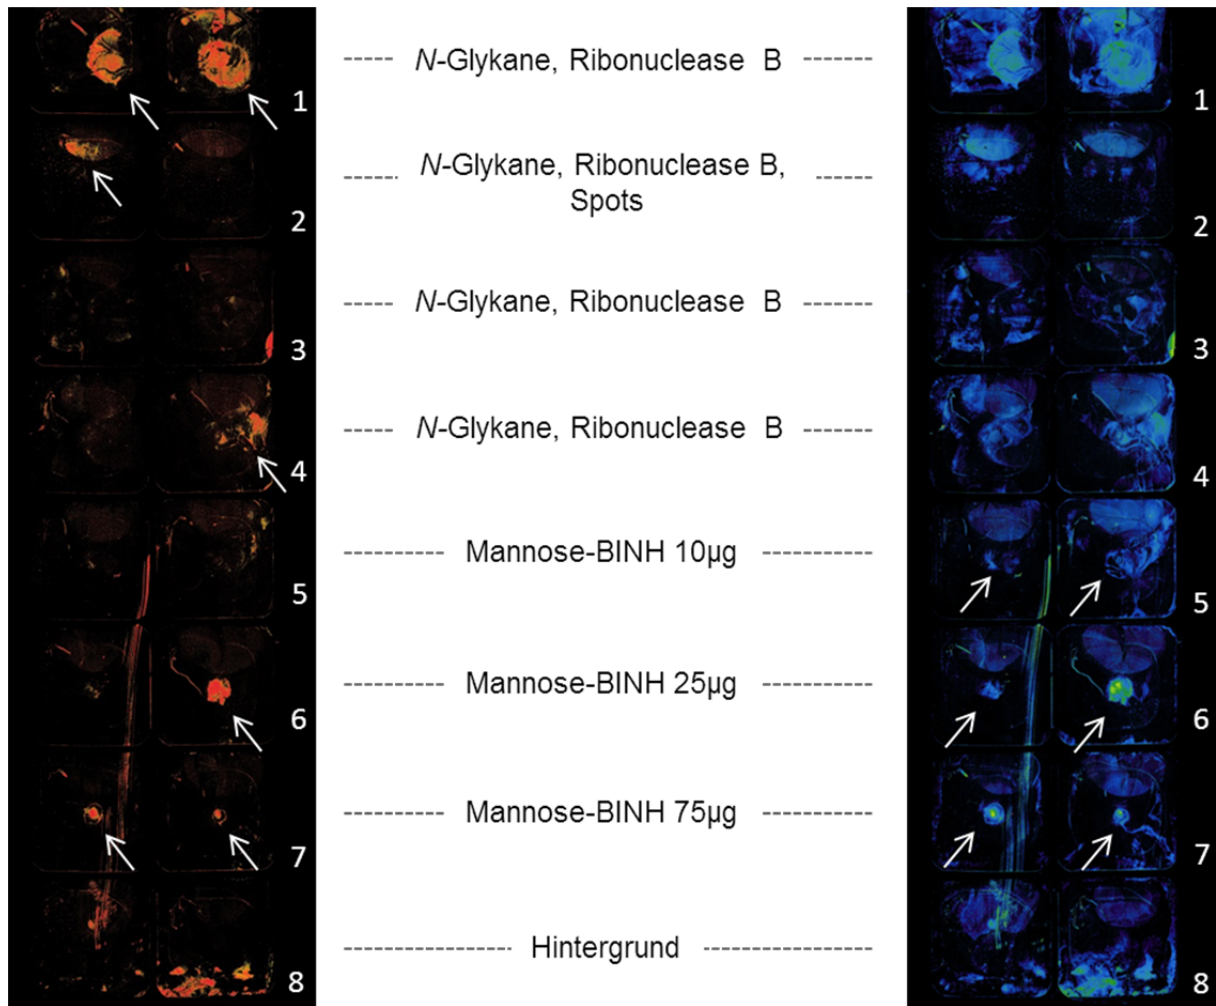 N-Glykane, Ribonuclease B
1
1
N-Glykane, Ribonuclease B,
Spots
2
2
N-Glykane, Ribonuclease B
3
3
N-Glykane, Ribonuclease B
4
4
Mannose-BINH 10µg
5
5
Mannose-BINH 25µg
6
6
Mannose-BINH 75µg
7
7
Hintergrund
8
8